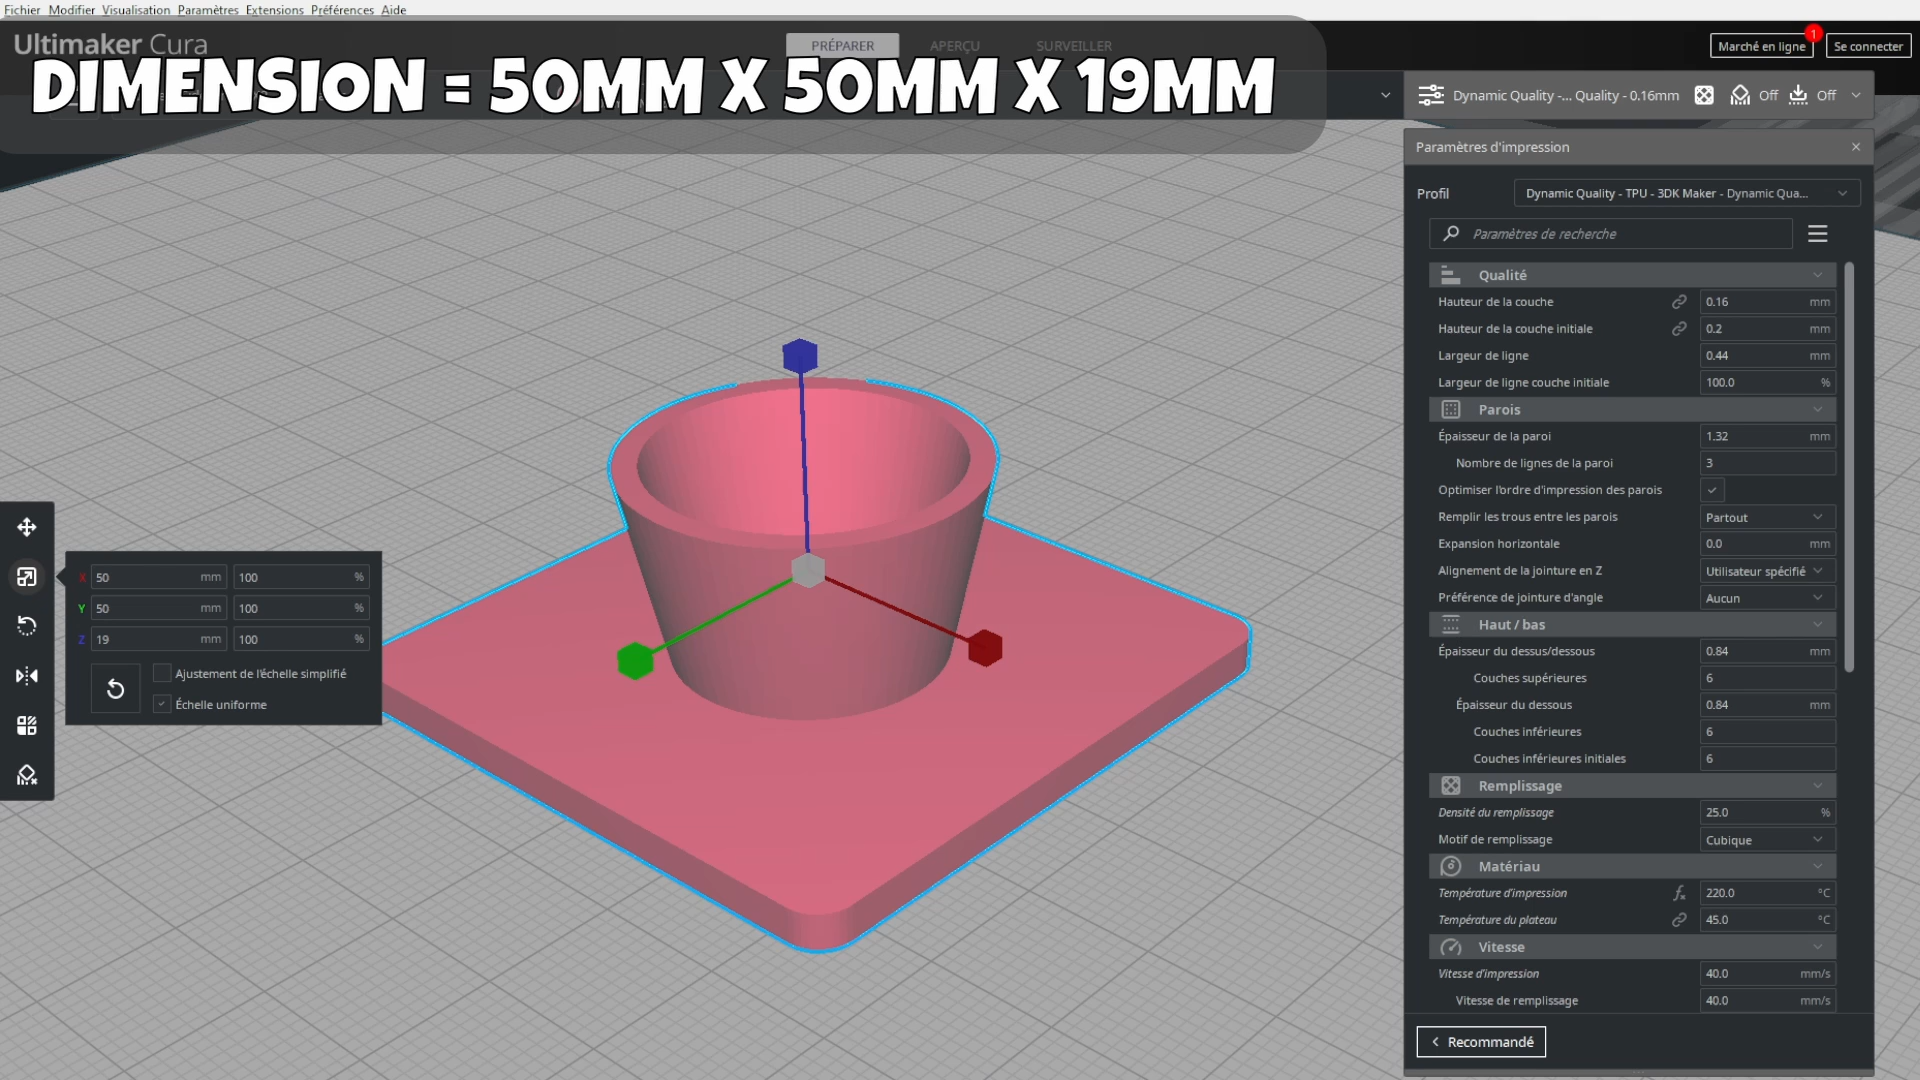 Fichier Modifier Visualisation Paramètres Extensions Préférences Aide
Ultimaker Cura
PRÉPARER
APERÇU
SURVEILLER
Marché en ligne
1
Se connecter
DIMENSION = 50MM X 50MM X 19MM
Dynamic Quality -... Quality - 0.16mm
Off
Off
Paramètres d'impression
Profil
Dynamic Quality - TPU - 3DK Maker - Dynamic Qua...
Paramètres de recherche
Qualité
Hauteur de la couche 0.16 mm
Hauteur de la couche initiale 0.2 mm
Largeur de ligne 0.44 mm
Largeur de ligne couche initiale 100.0 %
Parois
Épaisseur de la paroi 1.32 mm
Nombre de lignes de la paroi 3
Optimiser l'ordre d'impression des parois
Remplir les trous entre les parois Partout
Expansion horizontale 0.0 mm
Alignement de la jointure en Z Utilisateur spécifié
Préférence de jointure d'angle Aucun
Haut / bas
Épaisseur du dessus/dessous 0.84 mm
Couches supérieures 6
Épaisseur du dessous 0.84 mm
Couches inférieures 6
Couches inférieures initiales 6
Remplissage
Densité du remplissage 25.0 %
Motif de remplissage Cubique
Matériau
Température d'impression 220.0 °C
Température du plateau 45.0 °C
Vitesse
Vitesse d'impression 40.0 mm/s
Vitesse de remplissage 40.0 mm/s
Recommandé
X 50 mm 100 %
Y 50 mm 100 %
Z 19 mm 100 %
Ajustement de l'échelle simplifié
Échelle uniforme